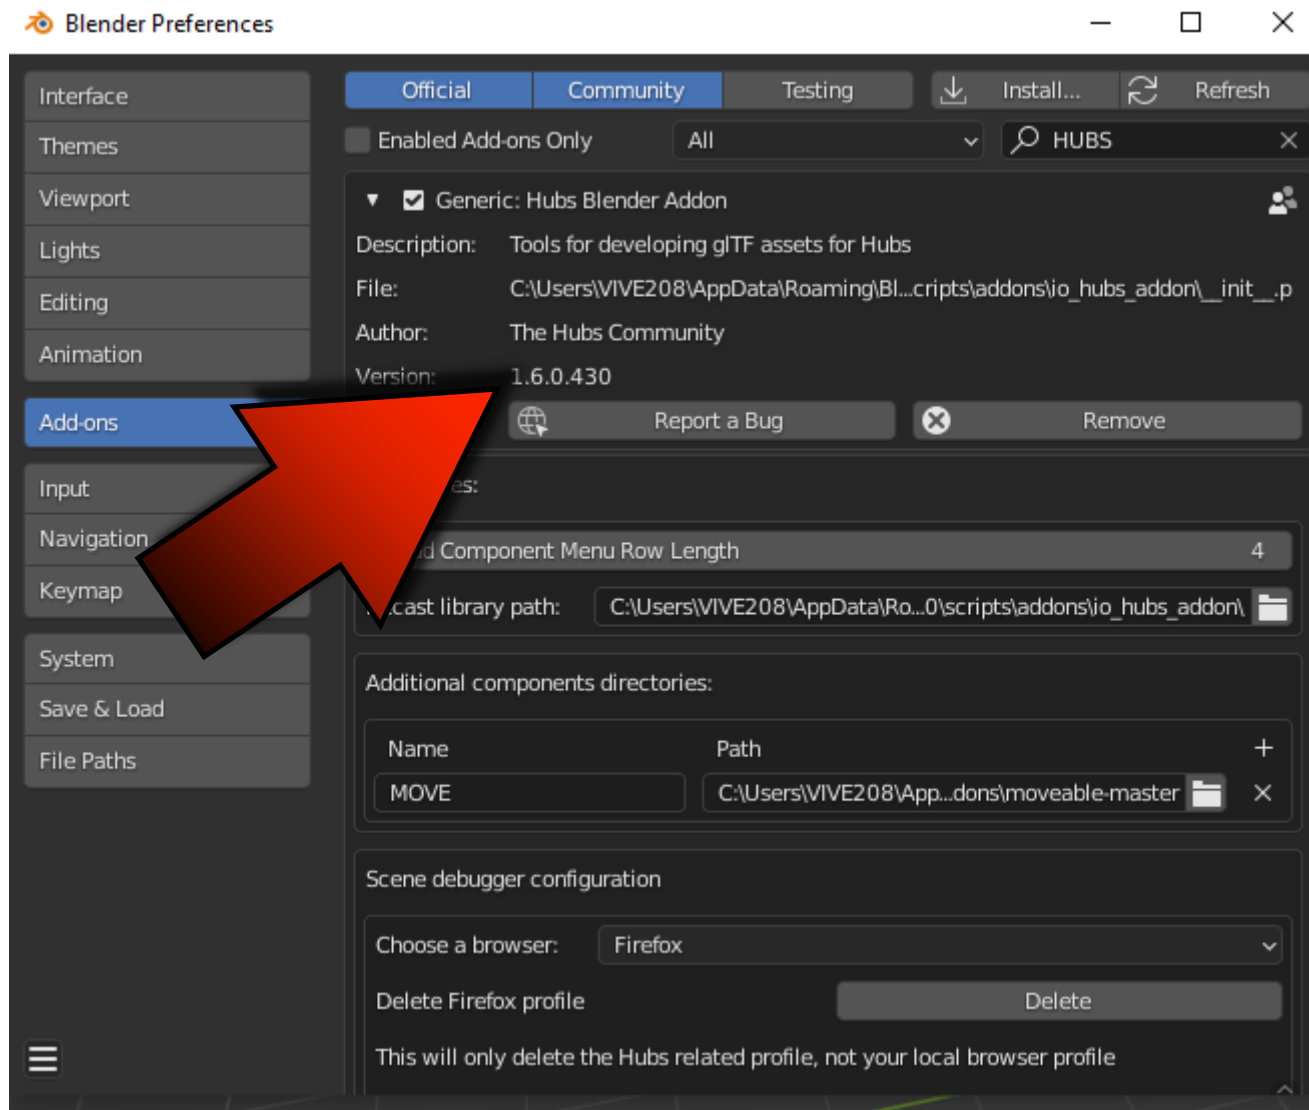 Blender Preferences
Interface
Themes
Viewport
Lights
Editing
Animation
Add-ons
Input
Navigation
Keymap
System
Save & Load
File Paths
Official Community Testing Install... Refresh
Enabled Add-ons Only All HUBS
Generic: Hubs Blender Addon
Description: Tools for developing glTF assets for Hubs
File: C:\Users\VIVE208\AppData\Roaming\Bl...cripts\addons\io_hubs_addon\__init__.p
Author: The Hubs Community
Version: 1.6.0.430
Report a Bug Remove
Component Menu Row Length 4
library path: C:\Users\VIVE208\AppData\Ro...0\scripts\addons\io_hubs_addon\
Additional components directories:
Name Path
MOVE C:\Users\VIVE208\App...dons\moveable-master
Scene debugger configuration
Choose a browser: Firefox
Delete Firefox profile Delete
This will only delete the Hubs related profile, not your local browser profile